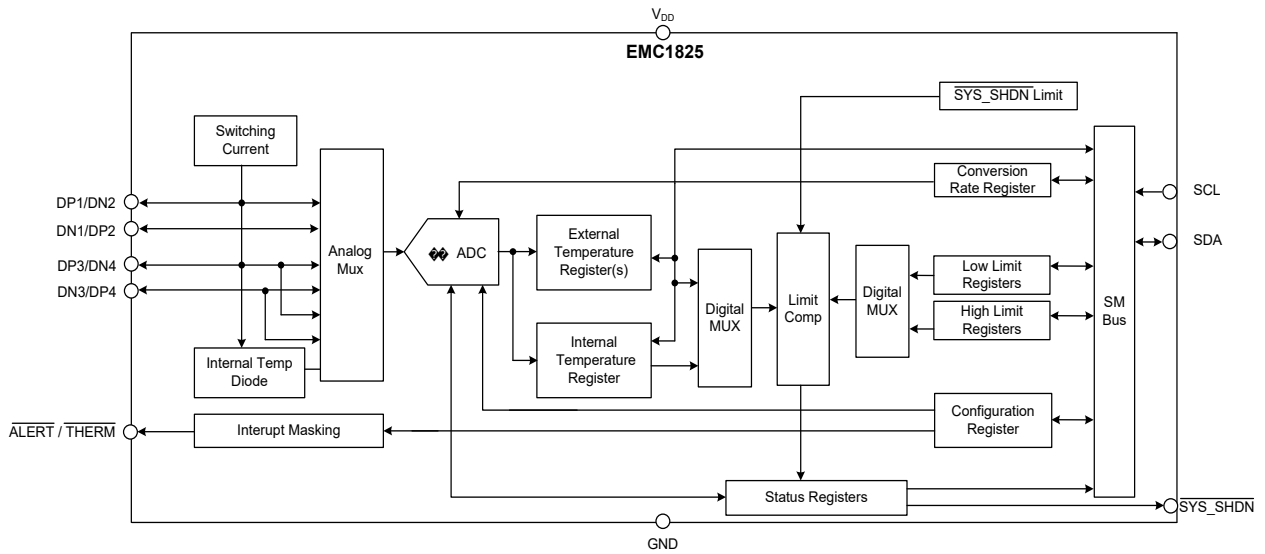 VDD
EMC1825
SYS_SHDN Limit
Switching
Current
Conversion
Rate Register
DP1/DN2
SCL
DN1/DP2
Analog
Mux
ADC
External
Temperature
Register(s)
SDA
DP3/DN4
DN3/DP4
Low Limit
Registers
Digital
MUX
Limit
Comp
Digital
MUX
SM
Bus
High Limit
Registers
Internal Temp
Diode
Internal
Temperature
Register
Configuration
Register
ALERT / THERM
Interupt Masking
Status Registers
SYS_SHDN
GND